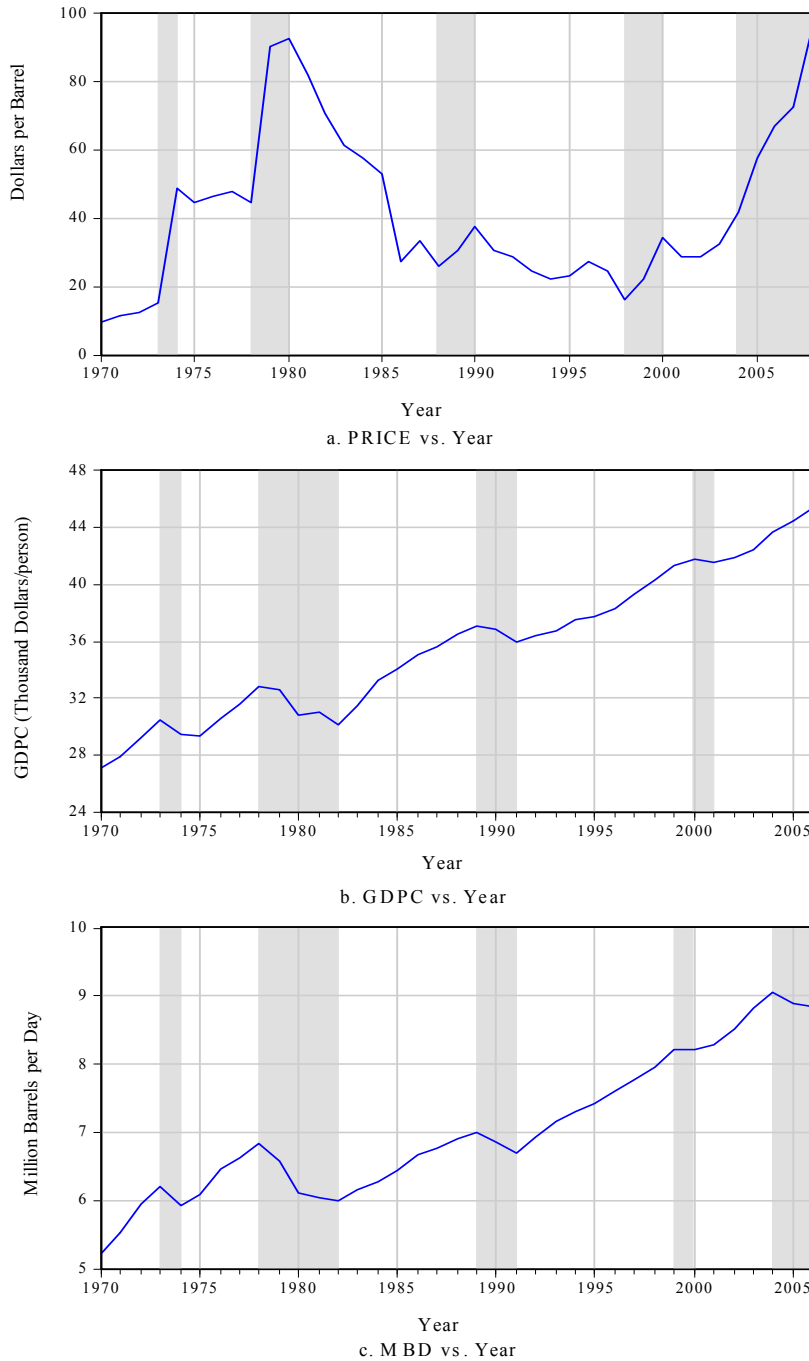 100
80
60
40
20
0
Dollars per Barrel
1970 1975 1980 1985 1990 1995 2000 2005
Year
a. PRICE vs. Year
48
44
40
36
32
28
24
GDPC (Thousand Dollars/person)
1970 1975 1980 1985 1990 1995 2000 2005
Year
b. GDPC vs. Year
10
9
8
7
6
5
Million Barrels per Day
1970 1975 1980 1985 1990 1995 2000 2005
Year
c. MBD vs. Year